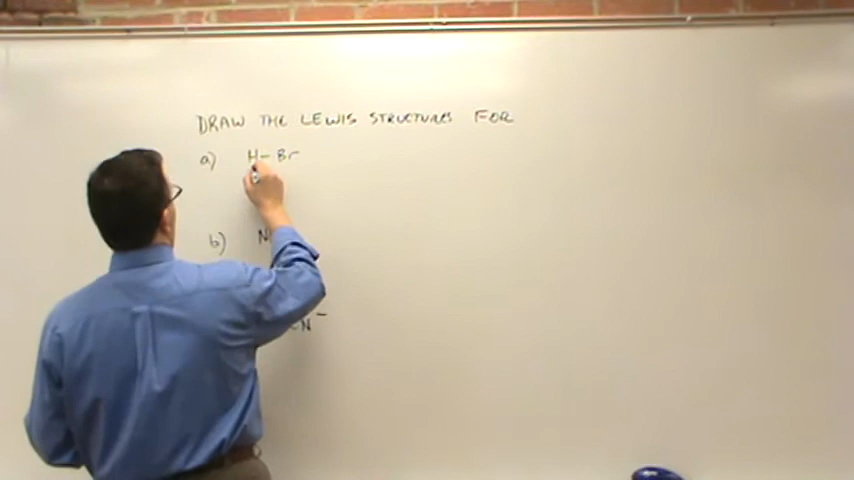 DRAW THE LEWIS STRUCTURES FOR
a) H-Br
b) N
CN⁻